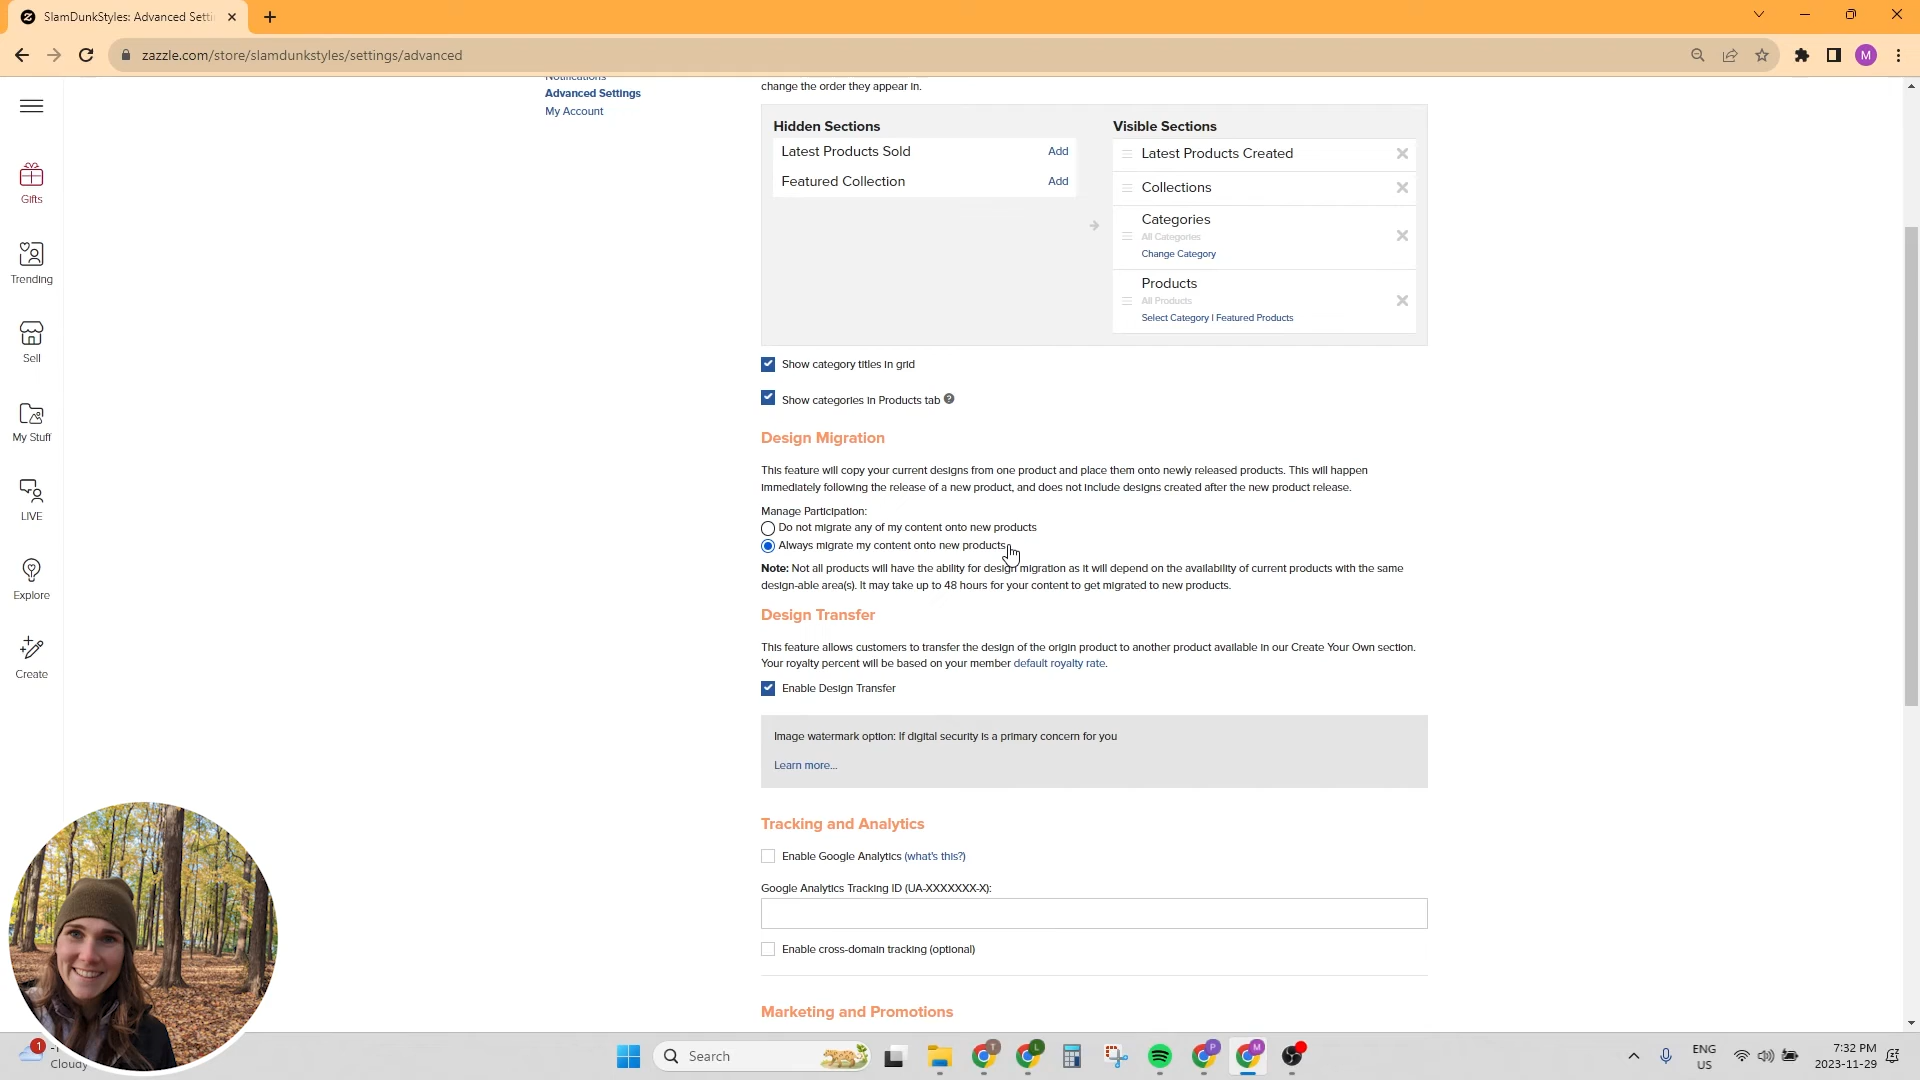 SlamDunkStyles: Advanced Setti
zazzle.com/store/slamdunkstyles/settings/advanced
M
Notifications
Advanced Settings
My Account
change the order they appear in.
Hidden Sections
Visible Sections
Latest Products Sold
Add
Featured Collection
Add
Latest Products Created
Collections
Categories
All Categories
Change Category
Products
All Products
Select Category | Featured Products
Gifts
Trending
Sell
My Stuff
LIVE
Explore
Create
Show category titles in grid
Show categories in Products tab
Design Migration
This feature will copy your current designs from one product and place them onto newly released products. This will happen
immediately following the release of a new product, and does not include designs created after the new product release.
Manage Participation:
Do not migrate any of my content onto new products
Always migrate my content onto new products
Note: Not all products will have the ability for design migration as it will depend on the availability of current products with the same
design-able area(s). It may take up to 48 hours for your content to get migrated to new products.
Design Transfer
This feature allows customers to transfer the design of the origin product to another product available in our Create Your Own section.
Your royalty percent will be based on your member default royalty rate.
Enable Design Transfer
Image watermark option: If digital security is a primary concern for you
Learn more...
Tracking and Analytics
Enable Google Analytics (what's this?)
Google Analytics Tracking ID (UA-XXXXXXX-X):
Enable cross-domain tracking (optional)
Marketing and Promotions
1
Cloudy
Search
T
L
P
M
ENG
US
7:32 PM
2023-11-29